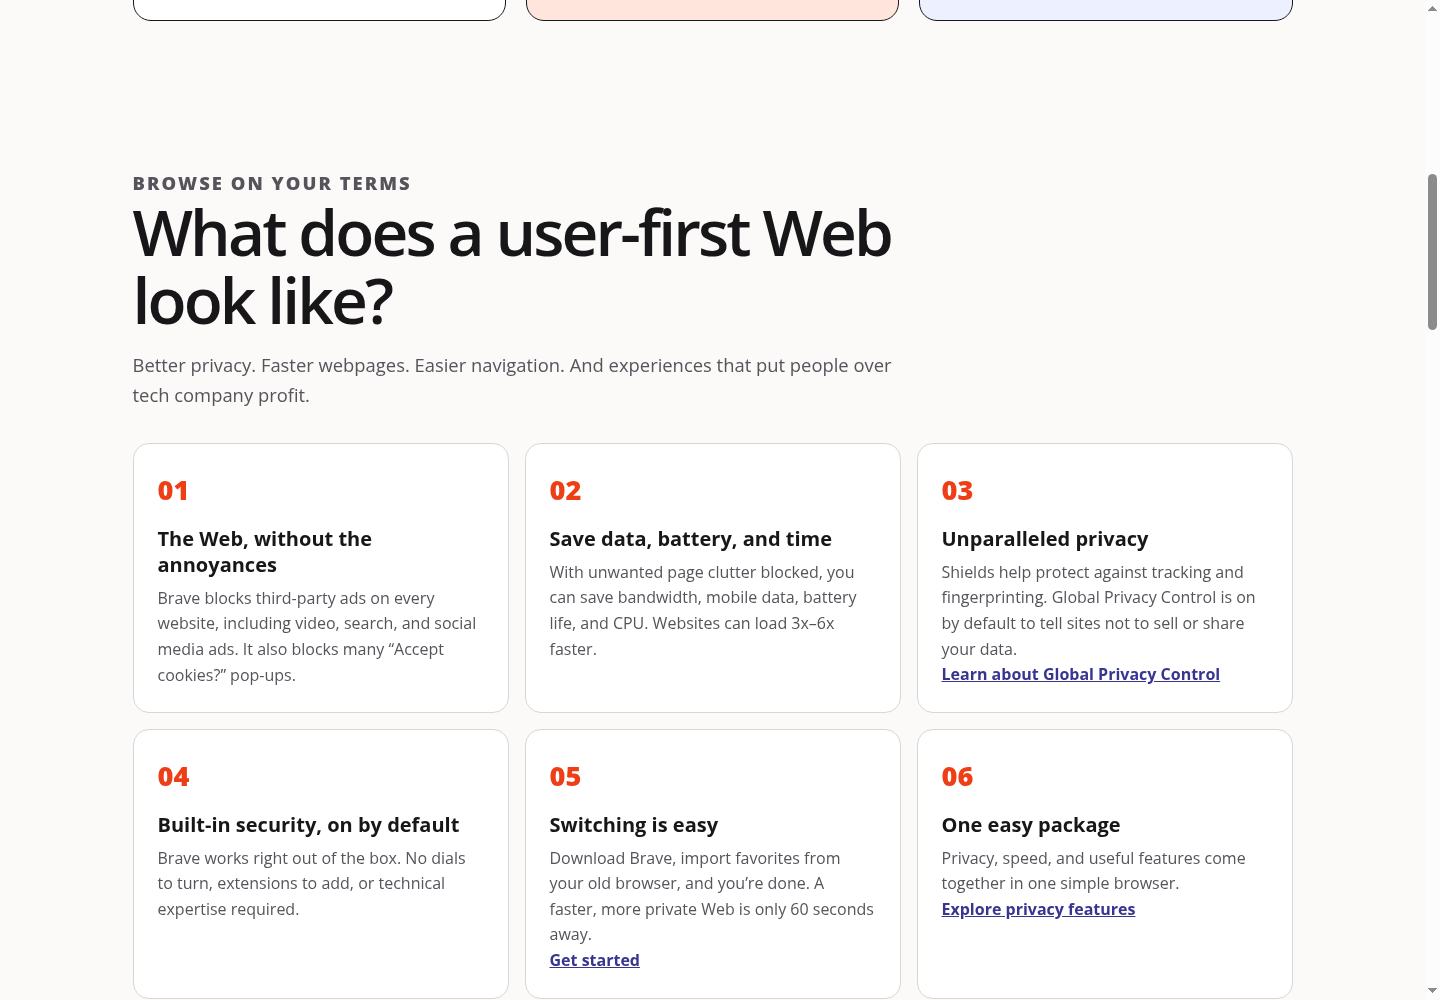 BROWSE ON YOUR TERMS
What does a user-first Web
look like?
Better privacy. Faster webpages. Easier navigation. And experiences that put people over
tech company profit.
01
The Web, without the
annoyances
Brave blocks third-party ads on every
website, including video, search, and social
media ads. It also blocks many “Accept
cookies?” pop-ups.
02
Save data, battery, and time
With unwanted page clutter blocked, you
can save bandwidth, mobile data, battery
life, and CPU. Websites can load 3x–6x
faster.
03
Unparalleled privacy
Shields help protect against tracking and
fingerprinting. Global Privacy Control is on
by default to tell sites not to sell or share
your data.
Learn about Global Privacy Control
04
Built-in security, on by default
Brave works right out of the box. No dials
to turn, extensions to add, or technical
expertise required.
05
Switching is easy
Download Brave, import favorites from
your old browser, and you’re done. A
faster, more private Web is only 60 seconds
away.
Get started
06
One easy package
Privacy, speed, and useful features come
together in one simple browser.
Explore privacy features